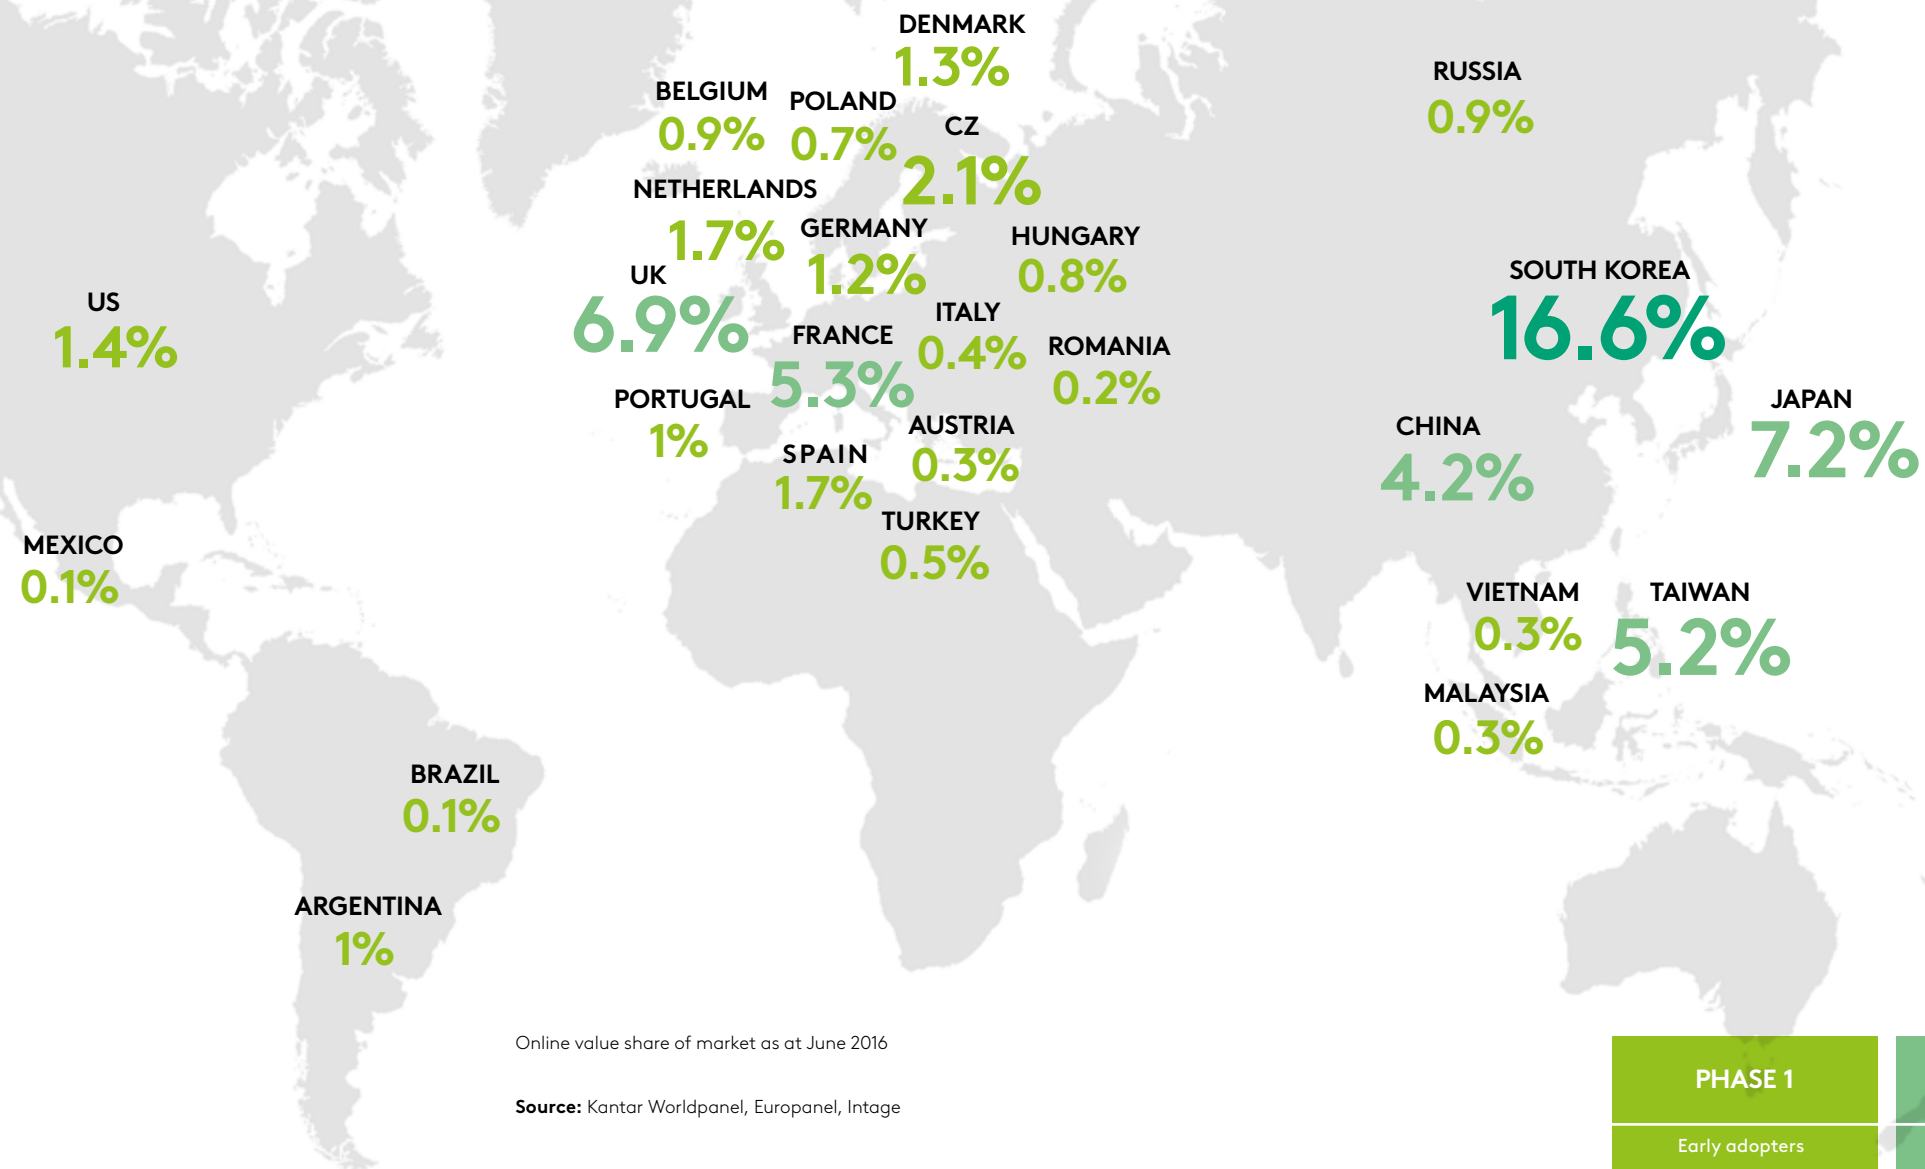 DENMARK
1.3%
RUSSIA
0.9%
BELGIUM
0.9%
POLAND
0.7%
CZ
2.1%
NETHERLANDS
1.7%
GERMANY
1.2%
HUNGARY
0.8%
UK
6.9%
SOUTH KOREA
16.6%
US
1.4%
FRANCE
5.3%
ITALY
0.4%
ROMANIA
0.2%
PORTUGAL
1%
SPAIN
1.7%
AUSTRIA
0.3%
CHINA
4.2%
JAPAN
7.2%
TURKEY
0.5%
MEXICO
0.1%
VIETNAM
0.3%
TAIWAN
5.2%
MALAYSIA
0.3%
BRAZIL
0.1%
ARGENTINA
1%
Online value share of market as at June 2016
Source: Kantar Worldpanel, Europanel, Intage
PHASE 1
Early adopters